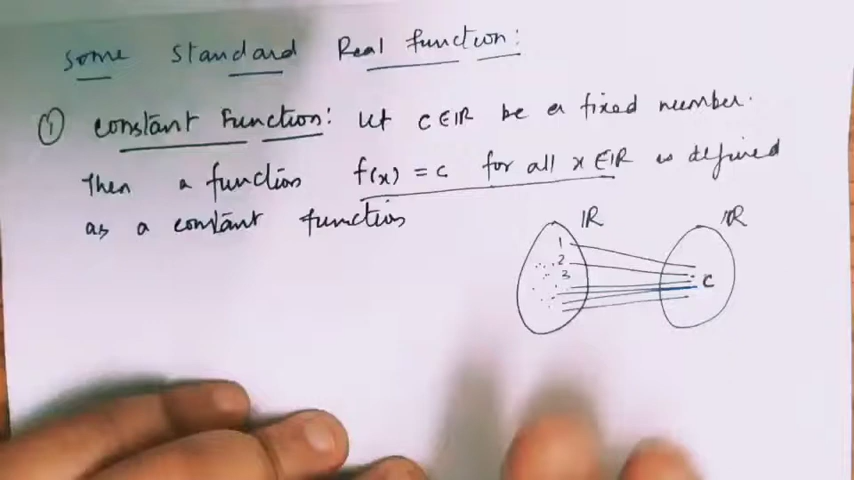 Some Standard Real function:
① Constant Function: Let C∈ℝ be a fixed number.
Then a function f(x) = c for all x∈ℝ is defined
as a constant function
ℝ ℝ
1
2
3
C